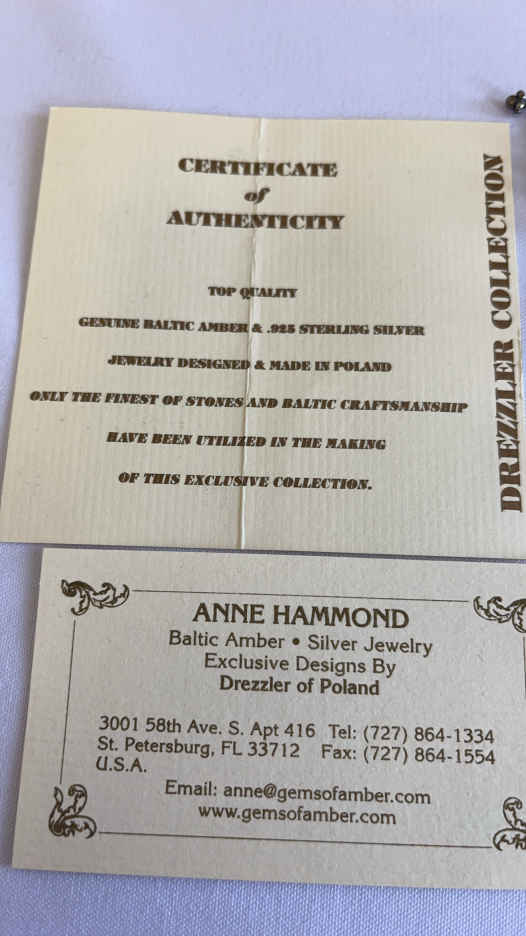 CERTIFICATE
of
AUTHENTICITY
TOP QUALITY
GENUINE BALTIC AMBER & .925 STERLING SILVER
JEWELRY DESIGNED & MADE IN POLAND
ONLY THE FINEST OF STONES AND BALTIC CRAFTSMANSHIP
HAVE BEEN UTILIZED IN THE MAKING
OF THIS EXCLUSIVE COLLECTION.
DREZZLER COLLECTION
ANNE HAMMOND
Baltic Amber • Silver Jewelry
Exclusive Designs By
Drezzler of Poland
3001 58th Ave. S. Apt 416 Tel: (727) 864-1334
St. Petersburg, FL 33712 Fax: (727) 864-1554
U.S.A.
Email: anne@gemsofamber.com
www.gemsofamber.com